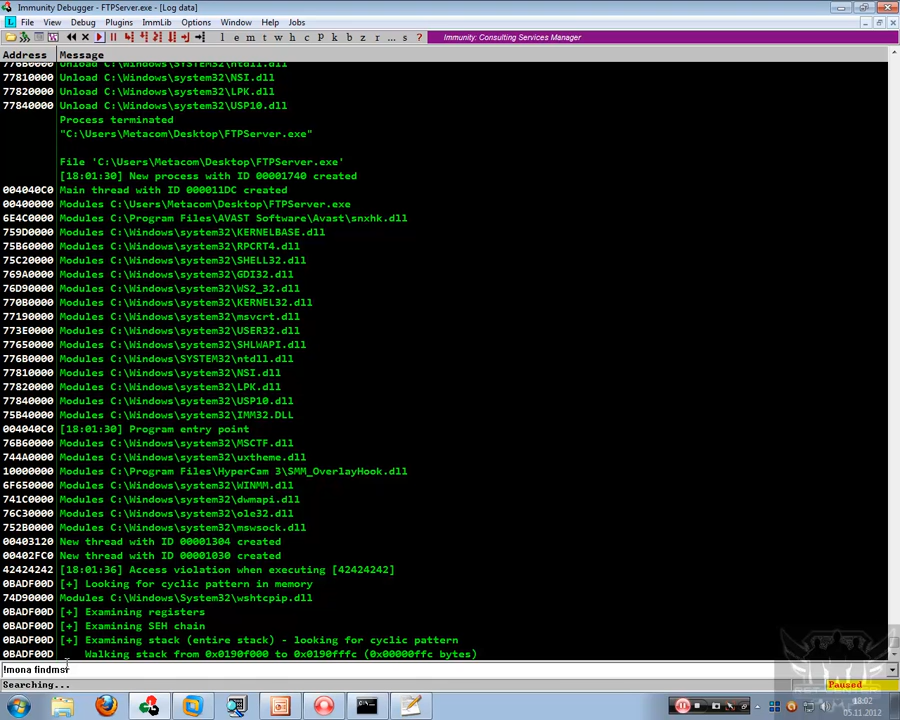 Immunity Debugger - FTPServer.exe - [Log data]
File View Debug Plugins ImmLib Options Window Help Jobs
l e m t w h c p k b z r ... s ? Immunity: Consulting Services Manager
Address Message
776B0000 Unload C:\Windows\SYSTEM32\ntdll.dll
77810000 Unload C:\Windows\system32\NSI.dll
77820000 Unload C:\Windows\system32\LPK.dll
77840000 Unload C:\Windows\system32\USP10.dll
Process terminated
"C:\Users\Metacom\Desktop\FTPServer.exe"
File 'C:\Users\Metacom\Desktop\FTPServer.exe'
[18:01:30] New process with ID 00001740 created
004040C0 Main thread with ID 000011DC created
00400000 Modules C:\Users\Metacom\Desktop\FTPServer.exe
6E4C0000 Modules C:\Program Files\AVAST Software\Avast\snxhk.dll
759D0000 Modules C:\Windows\system32\KERNELBASE.dll
75B60000 Modules C:\Windows\system32\RPCRT4.dll
75C20000 Modules C:\Windows\system32\SHELL32.dll
769A0000 Modules C:\Windows\system32\GDI32.dll
76D90000 Modules C:\Windows\system32\WS2_32.dll
770B0000 Modules C:\Windows\system32\KERNEL32.dll
77190000 Modules C:\Windows\system32\msvcrt.dll
773E0000 Modules C:\Windows\system32\USER32.dll
77650000 Modules C:\Windows\system32\SHLWAPI.dll
776B0000 Modules C:\Windows\SYSTEM32\ntdll.dll
77810000 Modules C:\Windows\system32\NSI.dll
77820000 Modules C:\Windows\system32\LPK.dll
77840000 Modules C:\Windows\system32\USP10.dll
75B40000 Modules C:\Windows\system32\IMM32.DLL
004040C0 [18:01:30] Program entry point
76B60000 Modules C:\Windows\system32\MSCTF.dll
744A0000 Modules C:\Windows\system32\uxtheme.dll
10000000 Modules C:\Program Files\HyperCam 3\SMM_OverlayHook.dll
6F650000 Modules C:\Windows\system32\WINMM.dll
741C0000 Modules C:\Windows\system32\dwmapi.dll
76C30000 Modules C:\Windows\system32\ole32.dll
752B0000 Modules C:\Windows\system32\mswsock.dll
00403120 New thread with ID 00001304 created
00402FC0 New thread with ID 00001030 created
42424242 [18:01:36] Access violation when executing [42424242]
0BADF00D [+] Looking for cyclic pattern in memory
74D90000 Modules C:\Windows\System32\wshtcpip.dll
0BADF00D [+] Examining registers
0BADF00D [+] Examining SEH chain
0BADF00D [+] Examining stack (entire stack) - looking for cyclic pattern
0BADF00D Walking stack from 0x0190f000 to 0x0190fffc (0x00000ffc bytes)
!mona findmsp
Searching... Paused
18:02
05.11.2012